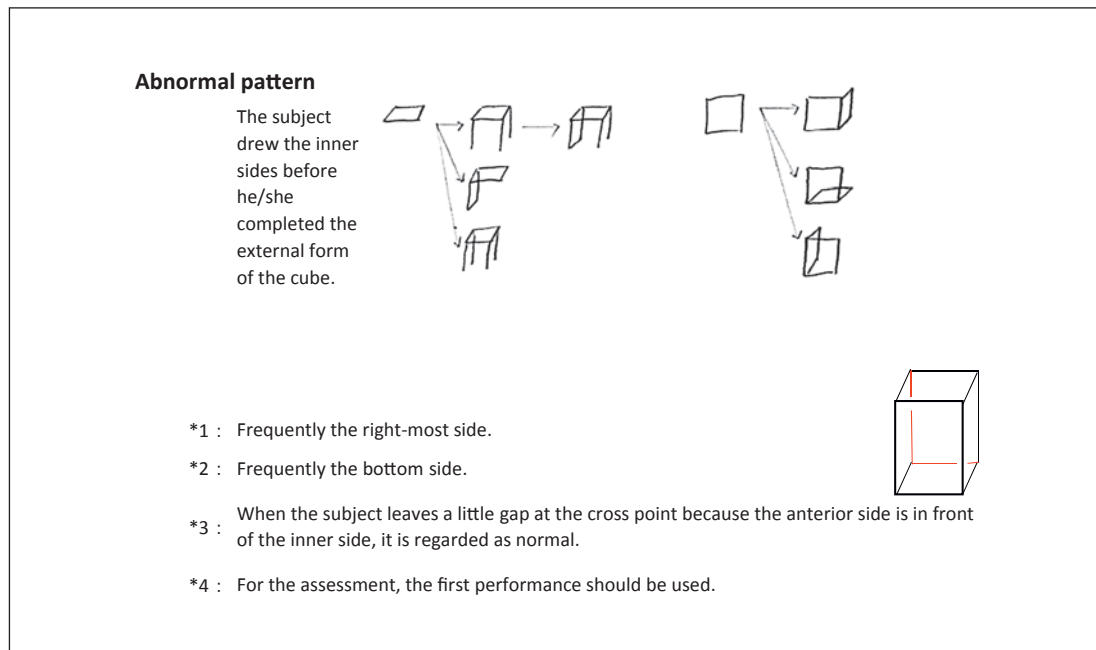 Abnormal pattern
The subject
drew the inner
sides before
he/she
completed the
external form
of the cube.
*1 : Frequently the right-most side.
*2 : Frequently the bottom side.
*3 : When the subject leaves a little gap at the cross point because the anterior side is in front
of the inner side, it is regarded as normal.
*4 : For the assessment, the first performance should be used.